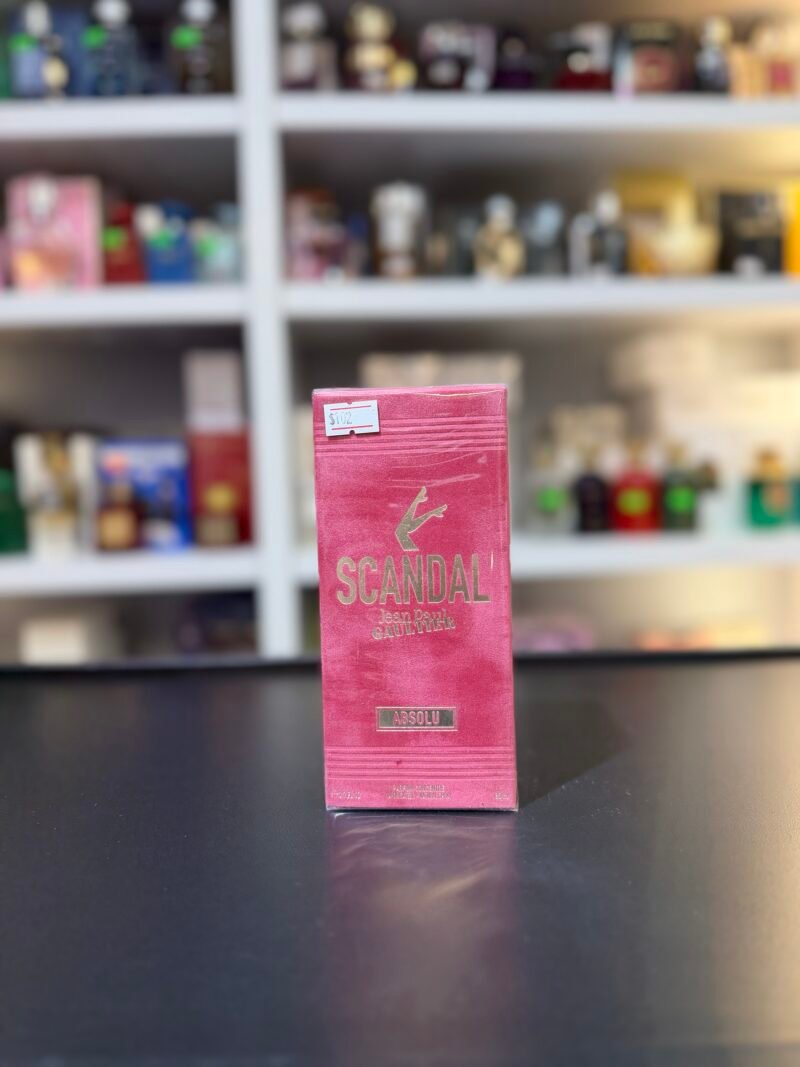 $102
SCANDAL
Jean Paul
GAULTIER
ABSOLU